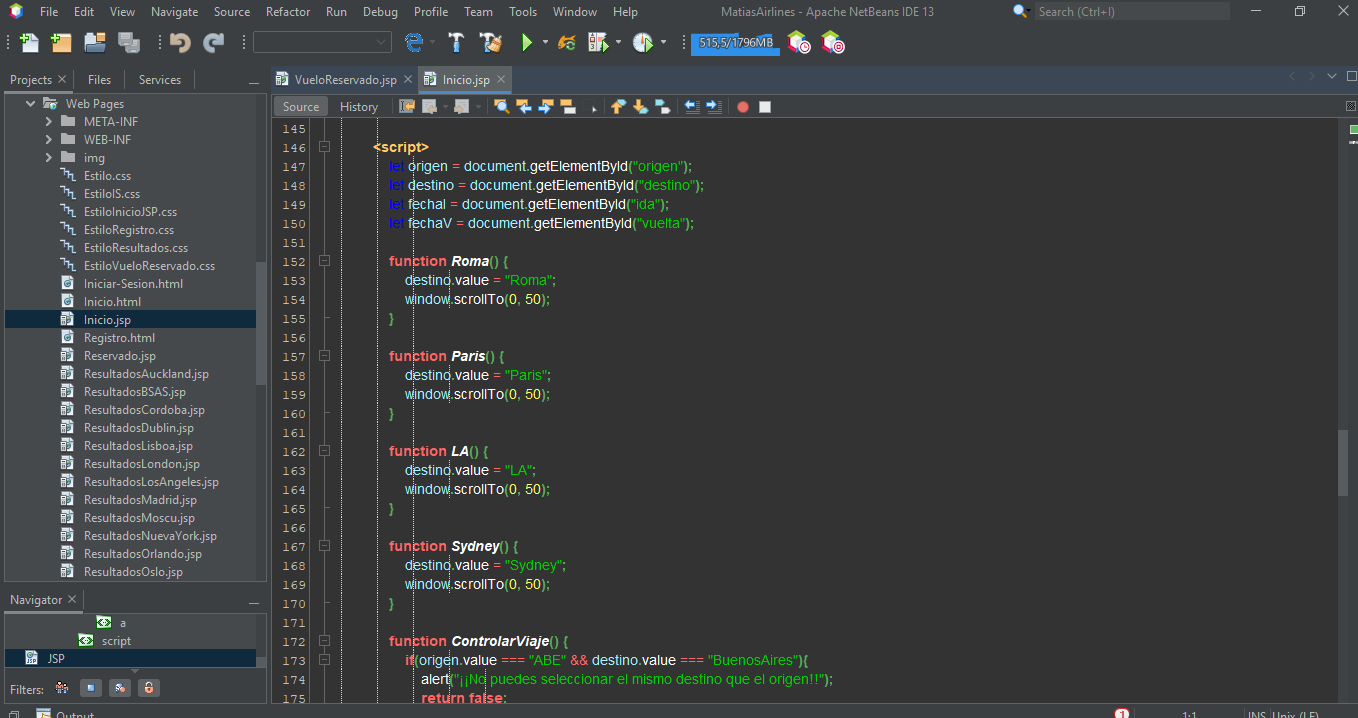 File Edit View Navigate Source Refactor Run Debug Profile Team Tools Window Help
MatiasAirlines - Apache NetBeans IDE 13
Search (Ctrl+I)
515,5/1796MB
Projects Files Services
VueloReservado.jsp Inicio.jsp
Source History
Web Pages
META-INF
WEB-INF
img
Estilo.css
EstiloIS.css
EstiloInicioJSP.css
EstiloRegistro.css
EstiloResultados.css
EstiloVueloReservado.css
Iniciar-Sesion.html
Inicio.html
Inicio.jsp
Registro.html
Reservado.jsp
ResultadosAuckland.jsp
ResultadosBSAS.jsp
ResultadosCordoba.jsp
ResultadosDublin.jsp
ResultadosLisboa.jsp
ResultadosLondon.jsp
ResultadosLosAngeles.jsp
ResultadosMadrid.jsp
ResultadosMoscu.jsp
ResultadosNuevaYork.jsp
ResultadosOrlando.jsp
ResultadosOslo.jsp
Navigator
a
script
JSP
Filters:
Output
145
146 <script>
147 let origen = document.getElementById("origen");
148 let destino = document.getElementById("destino");
149 let fechaI = document.getElementById("ida");
150 let fechaV = document.getElementById("vuelta");
151
152 function Roma() {
153 destino.value = "Roma";
154 window.scrollTo(0, 50);
155 }
156
157 function Paris() {
158 destino.value = "Paris";
159 window.scrollTo(0, 50);
160 }
161
162 function LA() {
163 destino.value = "LA";
164 window.scrollTo(0, 50);
165 }
166
167 function Sydney() {
168 destino.value = "Sydney";
169 window.scrollTo(0, 50);
170 }
171
172 function ControlarViaje() {
173 if(origen.value === "ABE" && destino.value === "BuenosAires"){
174 alert("¡¡No puedes seleccionar el mismo destino que el origen!!");
175 return false;
1 1:1 INS Unix (LF)